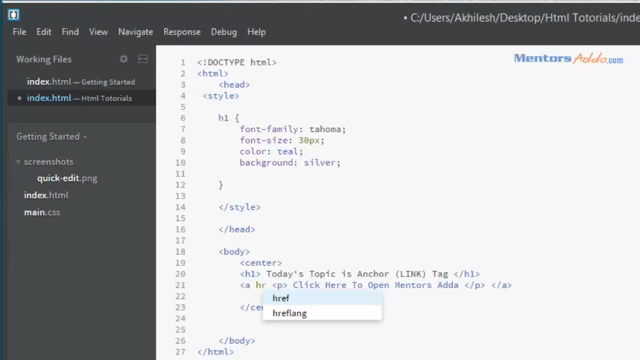 • C:/Users/Akhilesh/Desktop/Html Totorials/index
File Edit Find View Navigate Response Debug Help
Working Files
index.html — Getting Started
index.html — Html Totorials
Getting Started
screenshots
quick-edit.png
index.html
main.css
Mentors Adda.com
1 <!DOCTYPE html>
2 <html>
3 <head>
4 <style>
5
6 h1 {
7 font-family: tahoma;
8 font-size: 30px;
9 color: teal;
10 background: silver;
11
12 }
13
14 </style>
15
16 </head>
17
18 <body>
19 <center>
20 <h1> Today's Topic is Anchor (LINK) Tag </h1>
21 <a hr <p> Click Here To Open Mentors Adda </p> </a>
22 href
23 </cen
hreflang
24
25
26 </body>
27 </html>